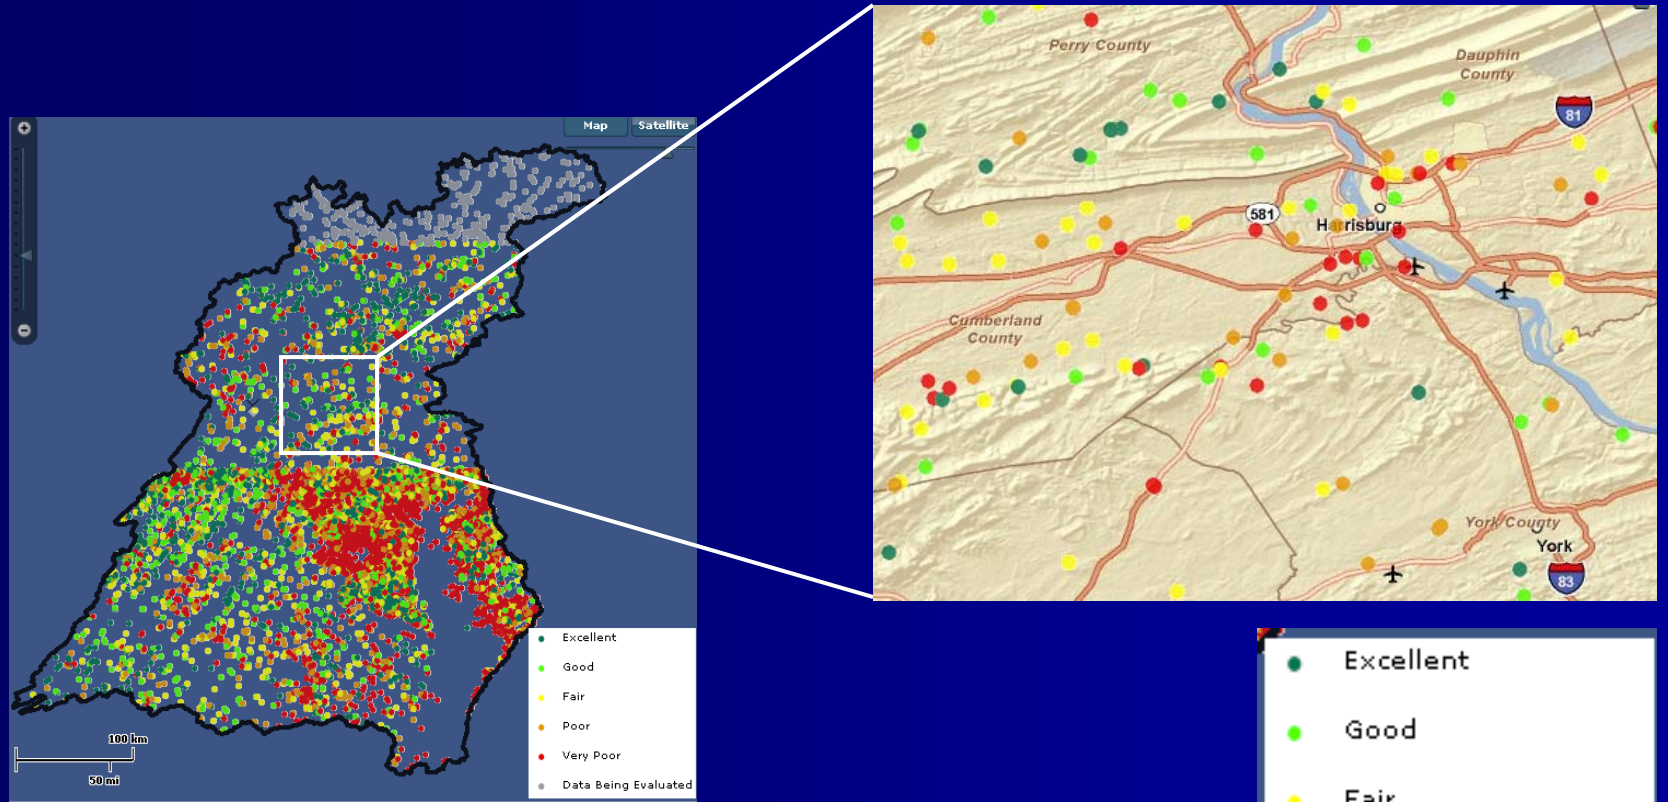 Map
Satellite
+
−
100 km
50 mi
Excellent
Good
Fair
Poor
Very Poor
Data Being Evaluated
Perry County
Dauphin
County
81
581
Harrisburg
Cumberland
County
York County
York
83
Excellent
Good
Fair